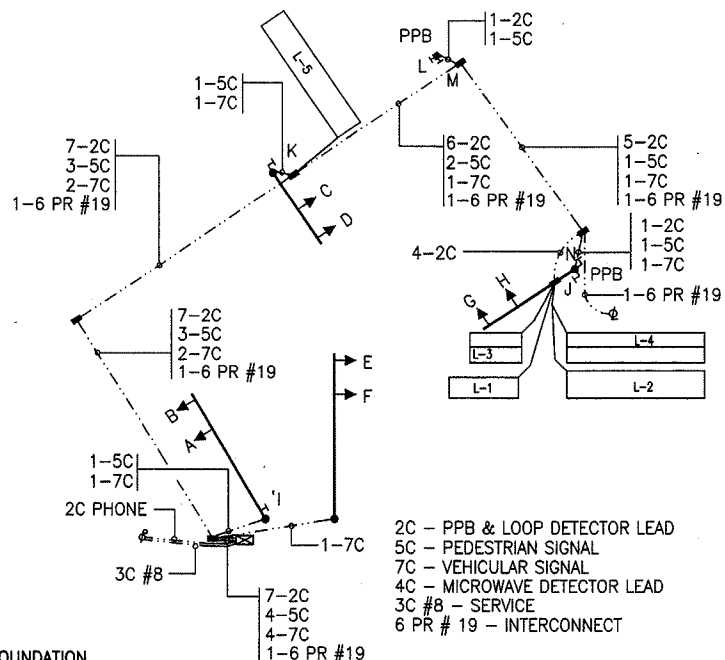 1-2C
1-5C
PPB
L
M
L-5
1-5C
1-7C
K
7-2C
3-5C
2-7C
1-6 PR #19
6-2C
2-5C
1-7C
1-6 PR #19
5-2C
1-5C
1-7C
1-6 PR #19
C
D
1-2C
1-5C
1-7C
4-2C
N
PPB
J
H
G
1-6 PR #19
L-3
L-4
L-1
L-2
7-2C
3-5C
2-7C
1-6 PR #19
E
F
B
A
1-5C
1-7C
I
2C PHONE
1-7C
3C #8
7-2C
4-5C
4-7C
1-6 PR #19
2C – PPB & LOOP DETECTOR LEAD
5C – PEDESTRIAN SIGNAL
7C – VEHICULAR SIGNAL
4C – MICROWAVE DETECTOR LEAD
3C #8 – SERVICE
6 PR # 19 – INTERCONNECT
FOUNDATION